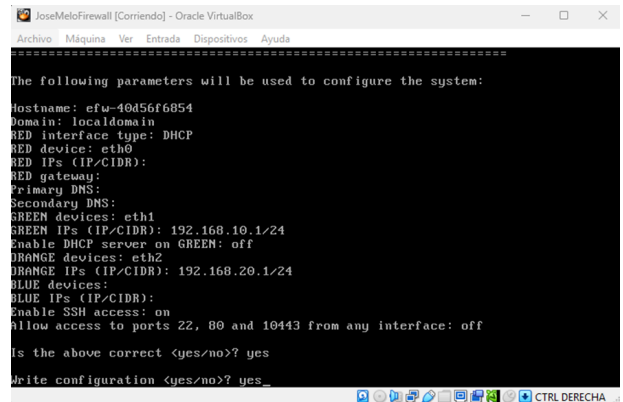 JoseMeloFirewall [Corriendo] - Oracle VirtualBox
Archivo Máquina Ver Entrada Dispositivos Ayuda
==================================================================
The following parameters will be used to configure the system:
Hostname: efw-40d56f6854
Domain: localdomain
RED interface type: DHCP
RED device: eth0
RED IPs (IP/CIDR):
RED gateway:
Primary DNS:
Secondary DNS:
GREEN devices: eth1
GREEN IPs (IP/CIDR): 192.168.10.1/24
Enable DHCP server on GREEN: off
ORANGE devices: eth2
ORANGE IPs (IP/CIDR): 192.168.20.1/24
BLUE devices:
BLUE IPs (IP/CIDR):
Enable SSH access: on
Allow access to ports 22, 80 and 10443 from any interface: off
Is the above correct <yes/no>? yes
Write configuration <yes/no>? yes_
CTRL DERECHA